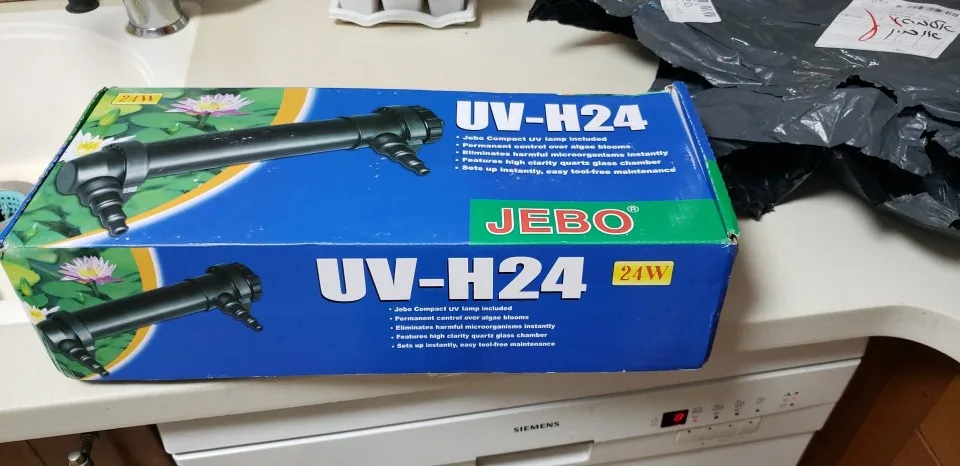 24W
UV-H24
• Jebo Compact UV lamp included
• Permanent control over algae blooms
• Eliminates harmful microorganisms instantly
• Features high clarity quartz glass chamber
• Sets up instantly, easy tool-free maintenance
JEBO®
UV-H24
24W
• Jebo Compact UV lamp included
• Permanent control over algae blooms
• Eliminates harmful microorganisms instantly
• Features high clarity quartz glass chamber
• Sets up instantly, easy tool-free maintenance
SIEMENS